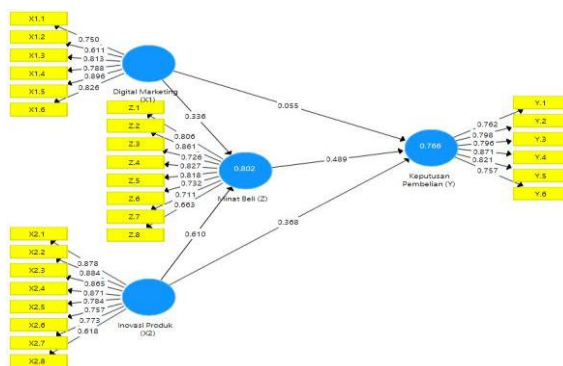 X1.1
X1.2
X1.3
X1.4
X1.5
X1.6
0.750
0.611
0.813
0.788
0.896
0.826
Digital Marketing
(X1)
0.336
0.055
Z.1
Z.2
Z.3
Z.4
Z.5
Z.6
Z.7
Z.8
0.806
0.861
0.726
0.827
0.818
0.732
0.711
0.663
0.802
Minat Beli (Z)
0.489
0.766
Keputusan
Pembelian (Y)
0.762
0.798
0.796
0.871
0.821
0.757
Y.1
Y.2
Y.3
Y.4
Y.5
Y.6
0.610
0.368
X2.1
X2.2
X2.3
X2.4
X2.5
X2.6
X2.7
X2.8
0.878
0.884
0.865
0.871
0.784
0.757
0.773
0.618
Inovasi Produk
(X2)